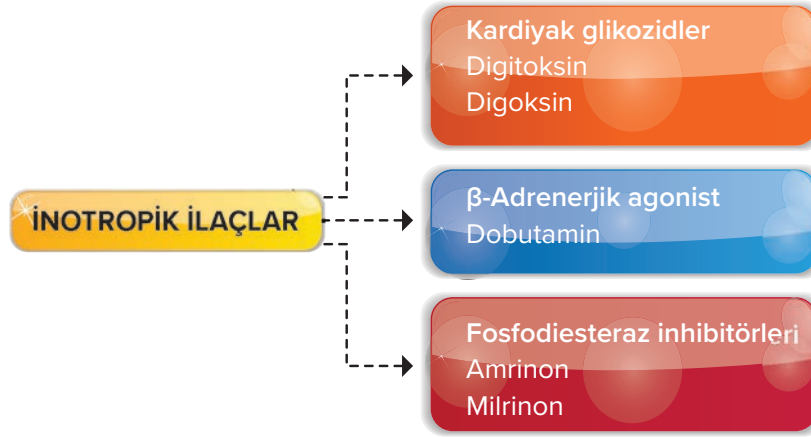 İNOTROPİK İLAÇLAR
Kardiyak glikozidler
Digitoksin
Digoksin
β-Adrenerjik agonist
Dobutamin
Fosfodiesteraz inhibitörleri
Amrinon
Milrinon